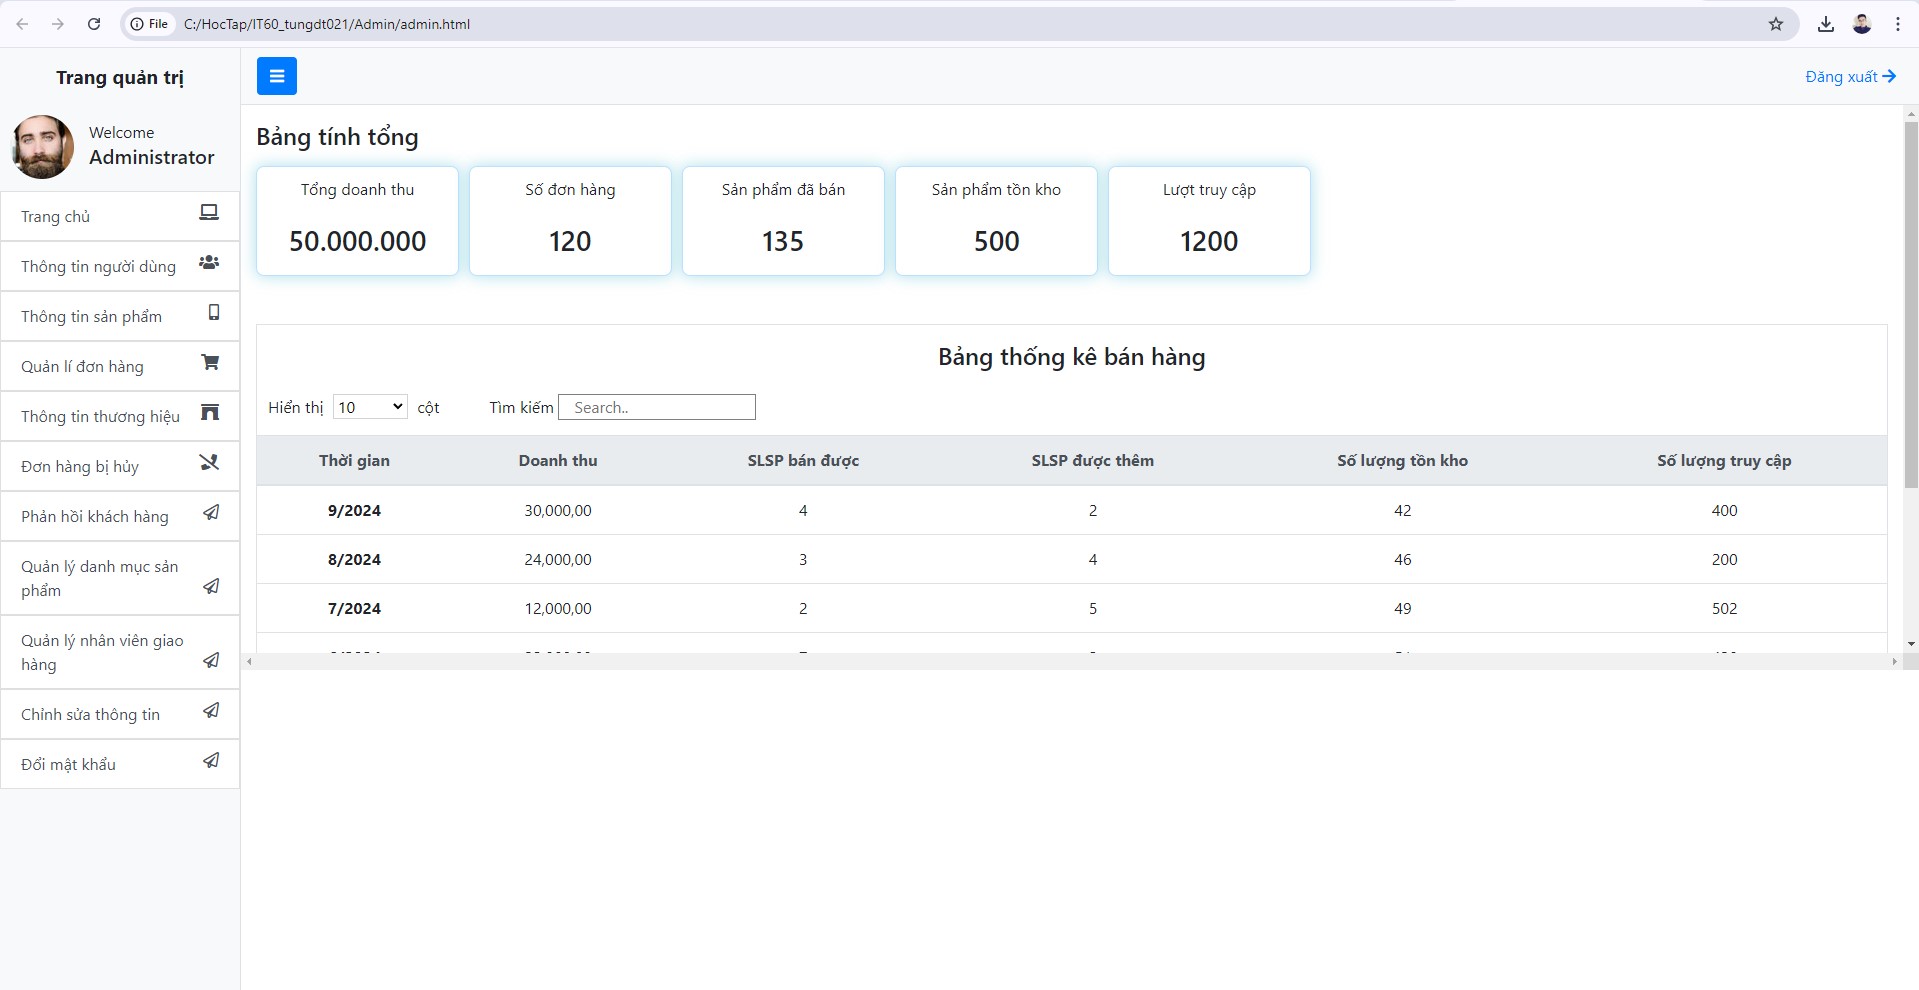 File C:/HocTap/IT60_tungdt021/Admin/admin.html
Trang quản trị
Đăng xuất
Welcome
Administrator
Trang chủ
Thông tin người dùng
Thông tin sản phẩm
Quản lí đơn hàng
Thông tin thương hiệu
Đơn hàng bị hủy
Phản hồi khách hàng
Quản lý danh mục sản
phẩm
Quản lý nhân viên giao
hàng
Chỉnh sửa thông tin
Đổi mật khẩu
Bảng tính tổng
Tổng doanh thu
50.000.000
Số đơn hàng
120
Sản phẩm đã bán
135
Sản phẩm tồn kho
500
Lượt truy cập
1200
Bảng thống kê bán hàng
Hiển thị 10 cột Tìm kiếm Search..
Thời gian Doanh thu SLSP bán được SLSP được thêm Số lượng tồn kho Số lượng truy cập
9/2024 30,000,00 4 2 42 400
8/2024 24,000,00 3 4 46 200
7/2024 12,000,00 2 5 49 502